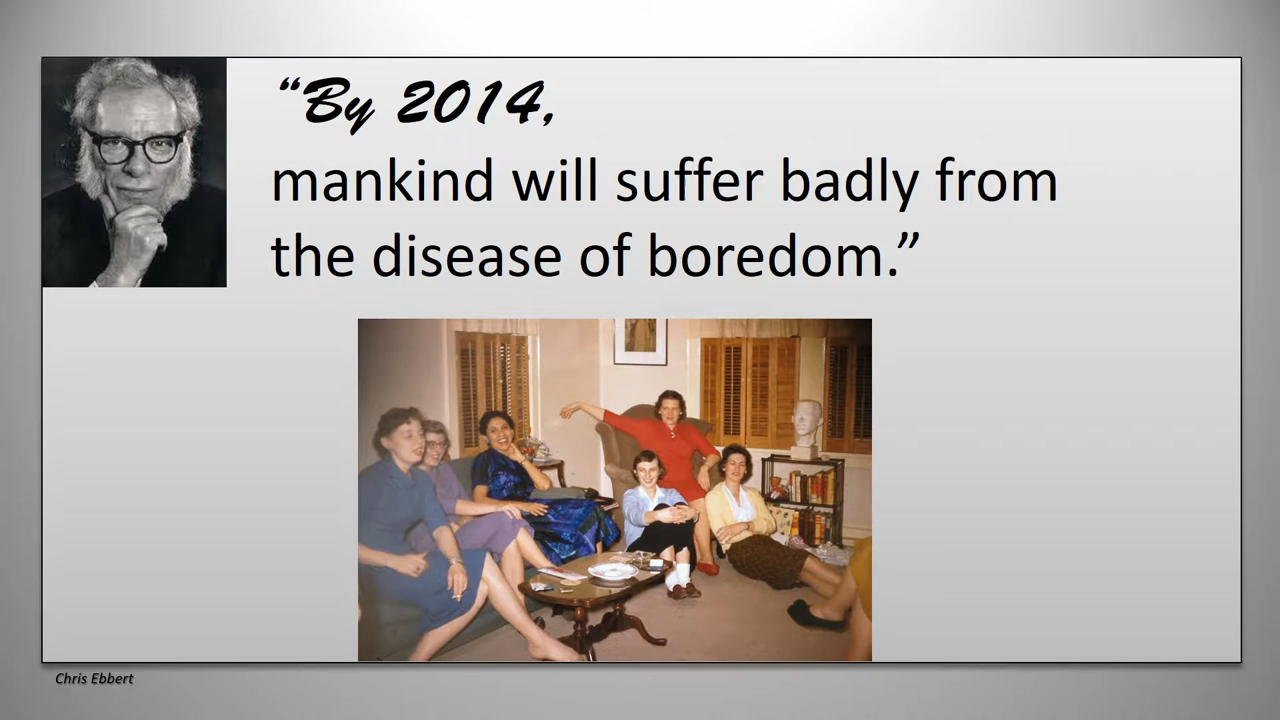 “By 2014,
mankind will suffer badly from
the disease of boredom.”
Chris Ebbert